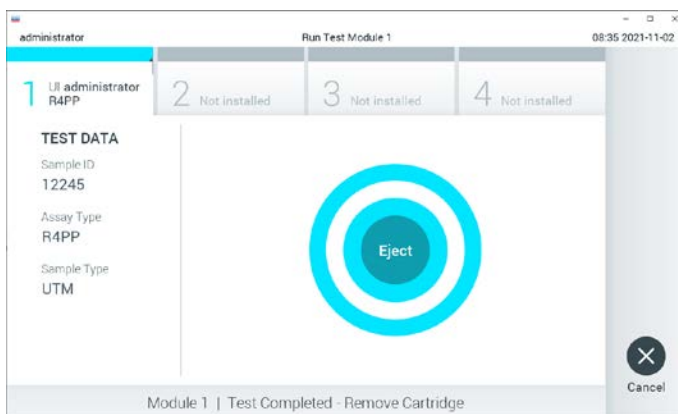 administrator Run Test Module 1 08:35 2021-11-02
1 UI administrator
R4PP
2 Not installed
3 Not installed
4 Not installed
TEST DATA
Sample ID
12245
Assay Type
R4PP
Sample Type
UTM
Eject
Cancel
Module 1 | Test Completed - Remove Cartridge